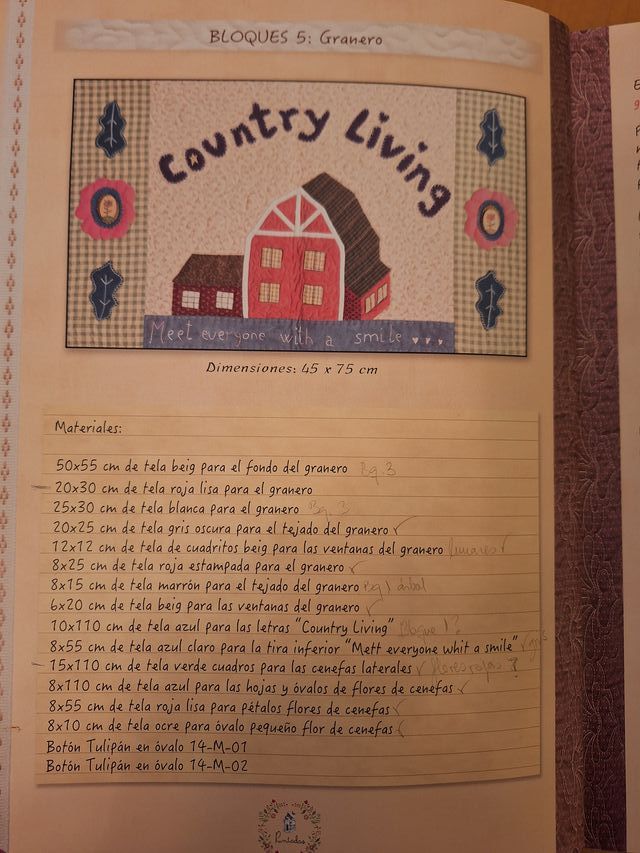 BLOQUES 5: Granero
Country Living
Meet everyone with a smile
Dimensiones: 45 x 75 cm
Materiales:
50x55 cm de tela beig para el fondo del granero Bq. 3
20x30 cm de tela roja lisa para el granero
25x30 cm de tela blanca para el granero Bq. 3
20x25 cm de tela gris oscura para el tejado del granero
12x12 cm de tela de cuadritos beig para las ventanas del granero
8x25 cm de tela roja estampada para el granero
8x15 cm de tela marrón para el tejado del granero Bq 1 árbol
6x20 cm de tela beig para las ventanas del granero
10x110 cm de tela azul para las letras "Country Living" Bloque 1?
8x55 cm de tela azul claro para la tira inferior "Mett everyone whit a smile"
15x110 cm de tela verde cuadros para las cenefas laterales ?
8x110 cm de tela azul para las hojas y óvalos de flores de cenefas
8x55 cm de tela roja lisa para pétalos flores de cenefas
8x10 cm de tela ocre para óvalo pequeño flor de cenefas
Botón Tulipán en óvalo 14-M-01
Botón Tulipán en óvalo 14-M-02